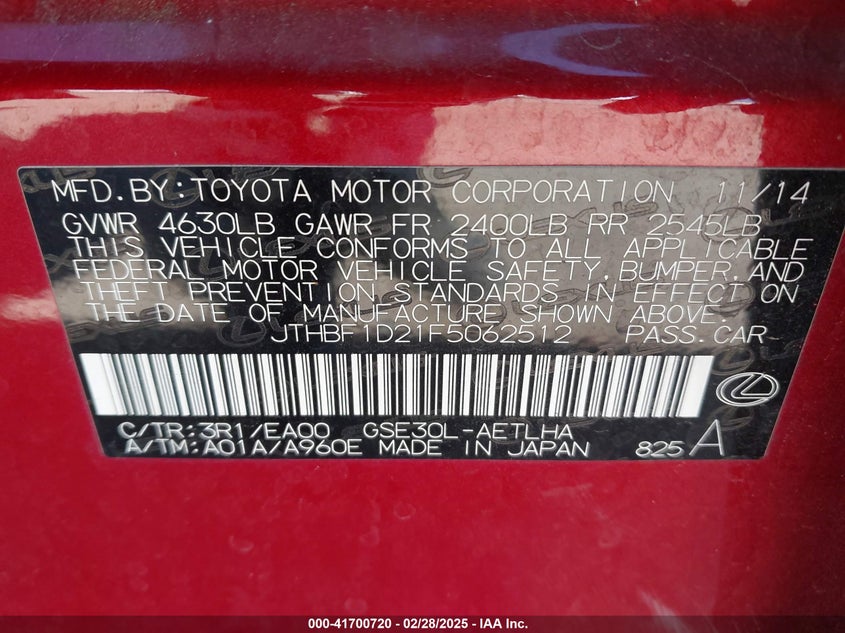 MFD.BY:TOYOTA MOTOR CORPORATION 11/14
GVWR 4630LB GAWR FR 2400LB RR 2545LB
THIS VEHICLE CONFORMS TO ALL APPLICABLE
FEDERAL MOTOR VEHICLE SAFETY,BUMPER,AND
THEFT PREVENTION STANDARDS IN EFFECT ON
THE DATE OF MANUFACTURE SHOWN ABOVE.
JTHBF1D21F5062512 PASS.CAR
C/TR:3R1/EA00 GSE30L-AETLHA
A/TM:A01A/A960E MADE IN JAPAN 825 A
000-41700720 - 02/28/2025 - IAA Inc.